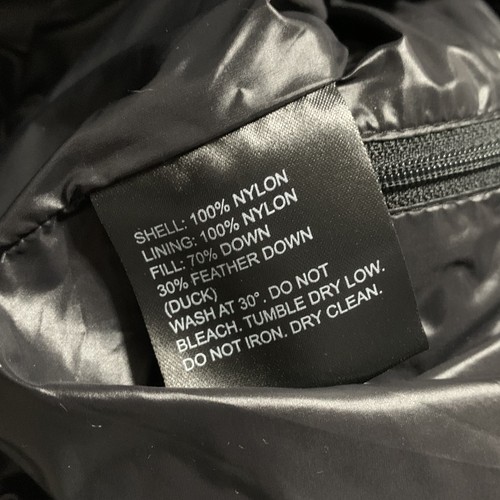 SHELL: 100% NYLON
LINING: 100% NYLON
FILL: 70% DOWN
30% FEATHER DOWN
(DUCK)
WASH AT 30°. DO NOT
BLEACH. TUMBLE DRY LOW.
DO NOT IRON. DRY CLEAN.